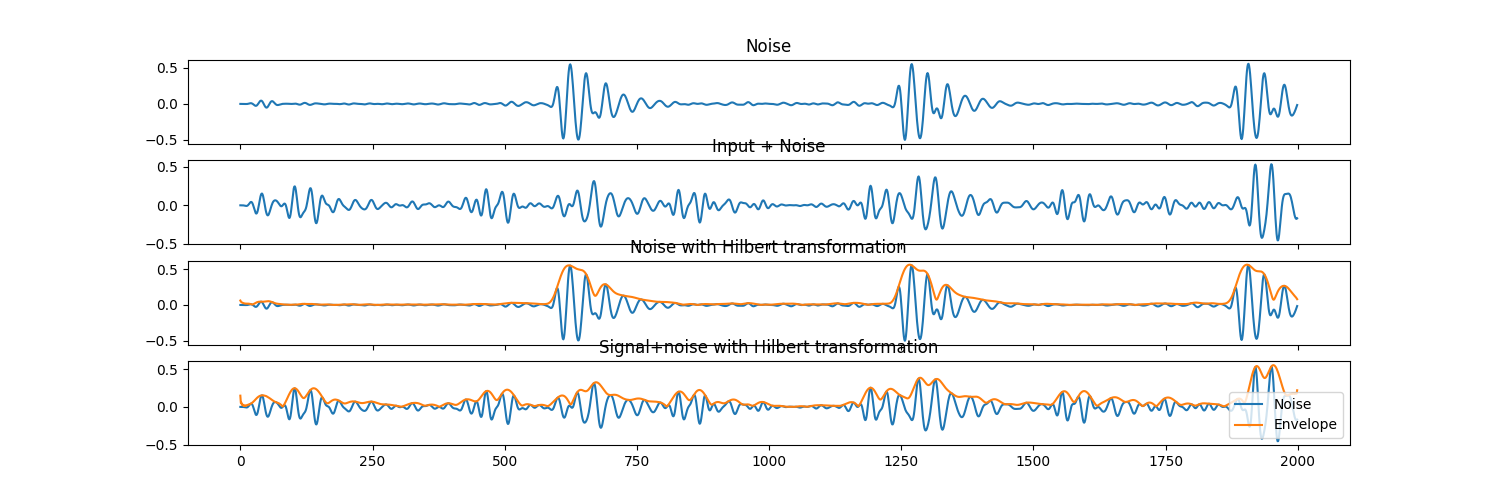 Noise
0.5
0.0
−0.5
Input + Noise
0.5
0.0
−0.5
Noise with Hilbert transformation
0.5
0.0
−0.5
Signal+noise with Hilbert transformation
0.5
0.0
−0.5
Noise
Envelope
0 250 500 750 1000 1250 1500 1750 2000